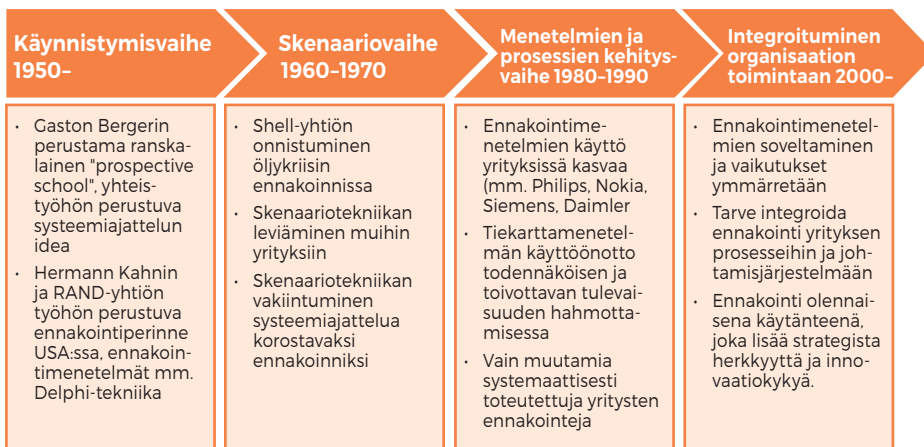 Käynnistymisvaihe
1950–
• Gaston Bergerin
perustama ranska-
lainen "prospective
school", yhteis-
työhön perustuva
systeemiajattelun
idea
• Hermann Kahnin
ja RAND-yhtiön
työhön perustuva
ennakointiperinne
USA:ssa, ennakoin-
timenetelmät mm.
Delphi-tekniika
Skenaariovaihe
1960–1970
• Shell-yhtiön
onnistuminen
öljykriisin
ennakoinnissa
• Skenaariotekniikan
leviäminen muihin
yrityksiin
• Skenaariotekniikan
vakiintuminen
systeemiajattelua
korostavaksi
ennakoinniksi
Menetelmien ja
prosessien kehitys-
vaihe 1980–1990
• Ennakointime-
netelmien käyttö
yrityksissä kasvaa
(mm. Philips, Nokia,
Siemens, Daimler
• Tiekarttamenetel-
män käyttöönotto
todennäköisen ja
toivottavan tulevai-
suuden hahmotta-
misessa
• Vain muutamia
systemaattisesti
toteutettuja yritysten
ennakointeja
Integroituminen
organisaation
toimintaan 2000–
• Ennakointimenetel-
mien soveltaminen
ja vaikutukset
ymmärretään
• Tarve integroida
ennakointi yrityksen
prosesseihin ja joh-
tamisjärjestelmään
• Ennakointi olennai-
sena käytänteenä,
joka lisää strategista
herkkyyttä ja inno-
vaatiokykyä.